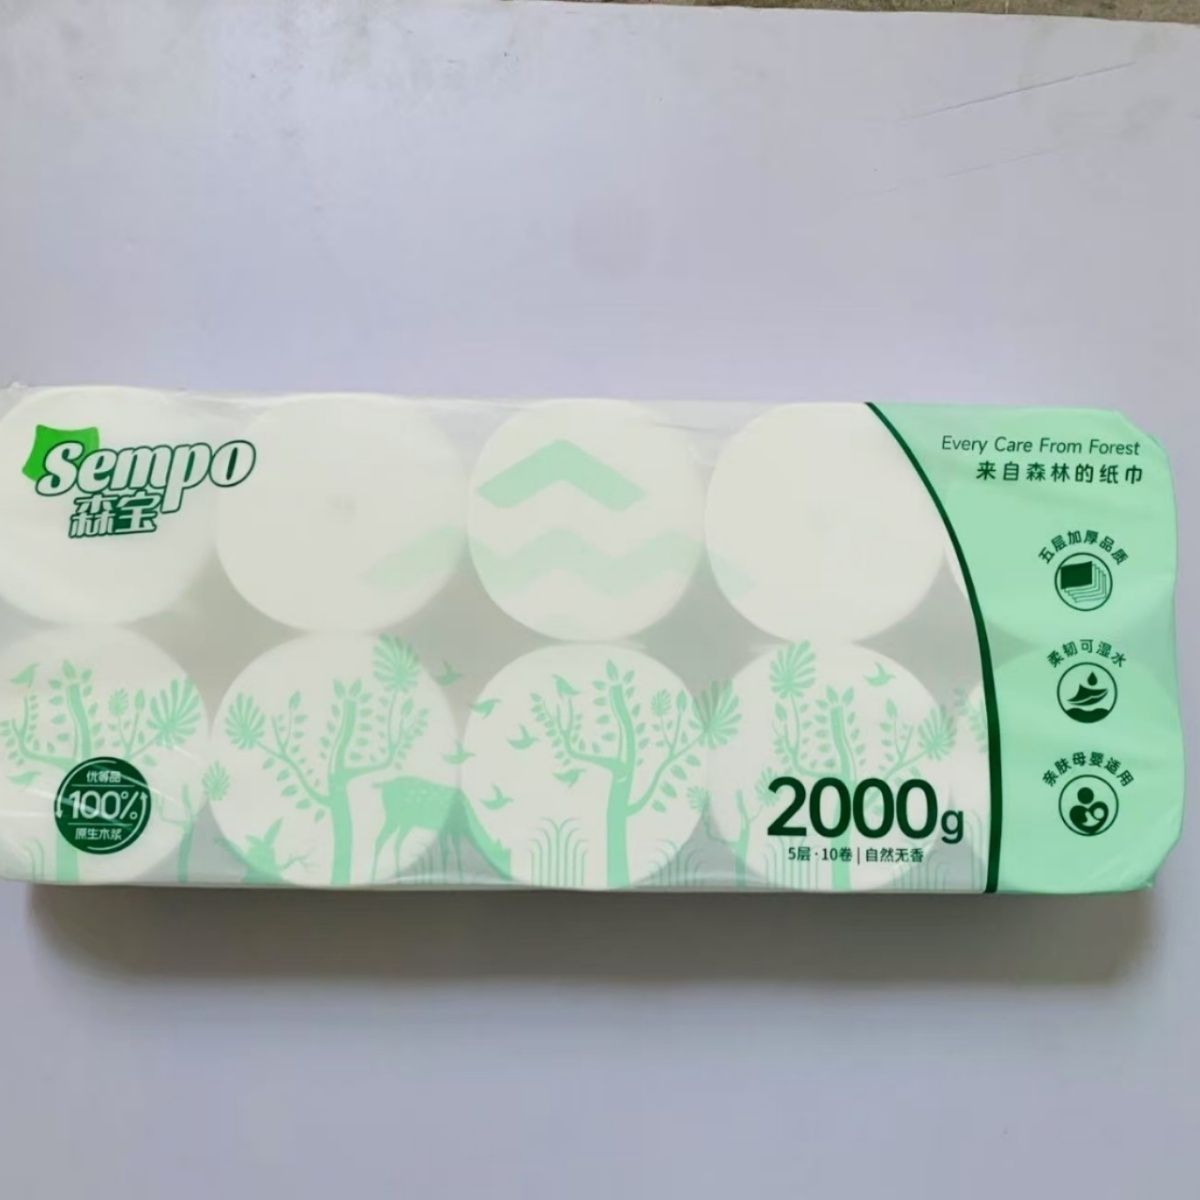 Sempo
森宝
Every Care From Forest
来自森林的纸巾
五层加厚品质
柔韧可湿水
亲肤母婴适用
优等品
100%
原生木浆
2000g
5层·10卷|自然无香